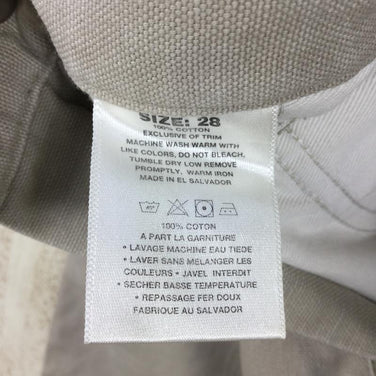 SIZE: 28
100% COTTON
EXCLUSIVE OF TRIM
MACHINE WASH WARM WITH
LIKE COLORS, DO NOT BLEACH,
TUMBLE DRY LOW REMOVE
PROMPTLY, WARM IRON
MADE IN EL SALVADOR
100% COTON
A PART LA GARNITURE
• LAVAGE MACHINE EAU TIEDE
• LAVER SANS MELANGER LES
COULEURS • JAVEL INTERDIT
• SECHER BASSE TEMPERATURE
• REPASSAGE FER DOUX
FABRIQUE AU SALVADOR